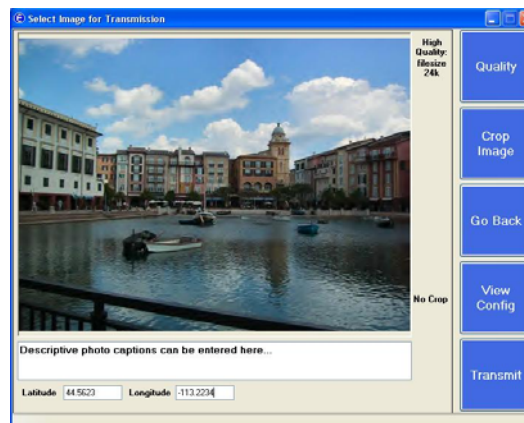 Select Image for Transmission
High
Quality:
filesize
24k
Quality
Crop
Image
Go Back
No Crop
View
Config
Descriptive photo captions can be entered here...
Transmit
Latitude 44.5623 Longitude -113.2234